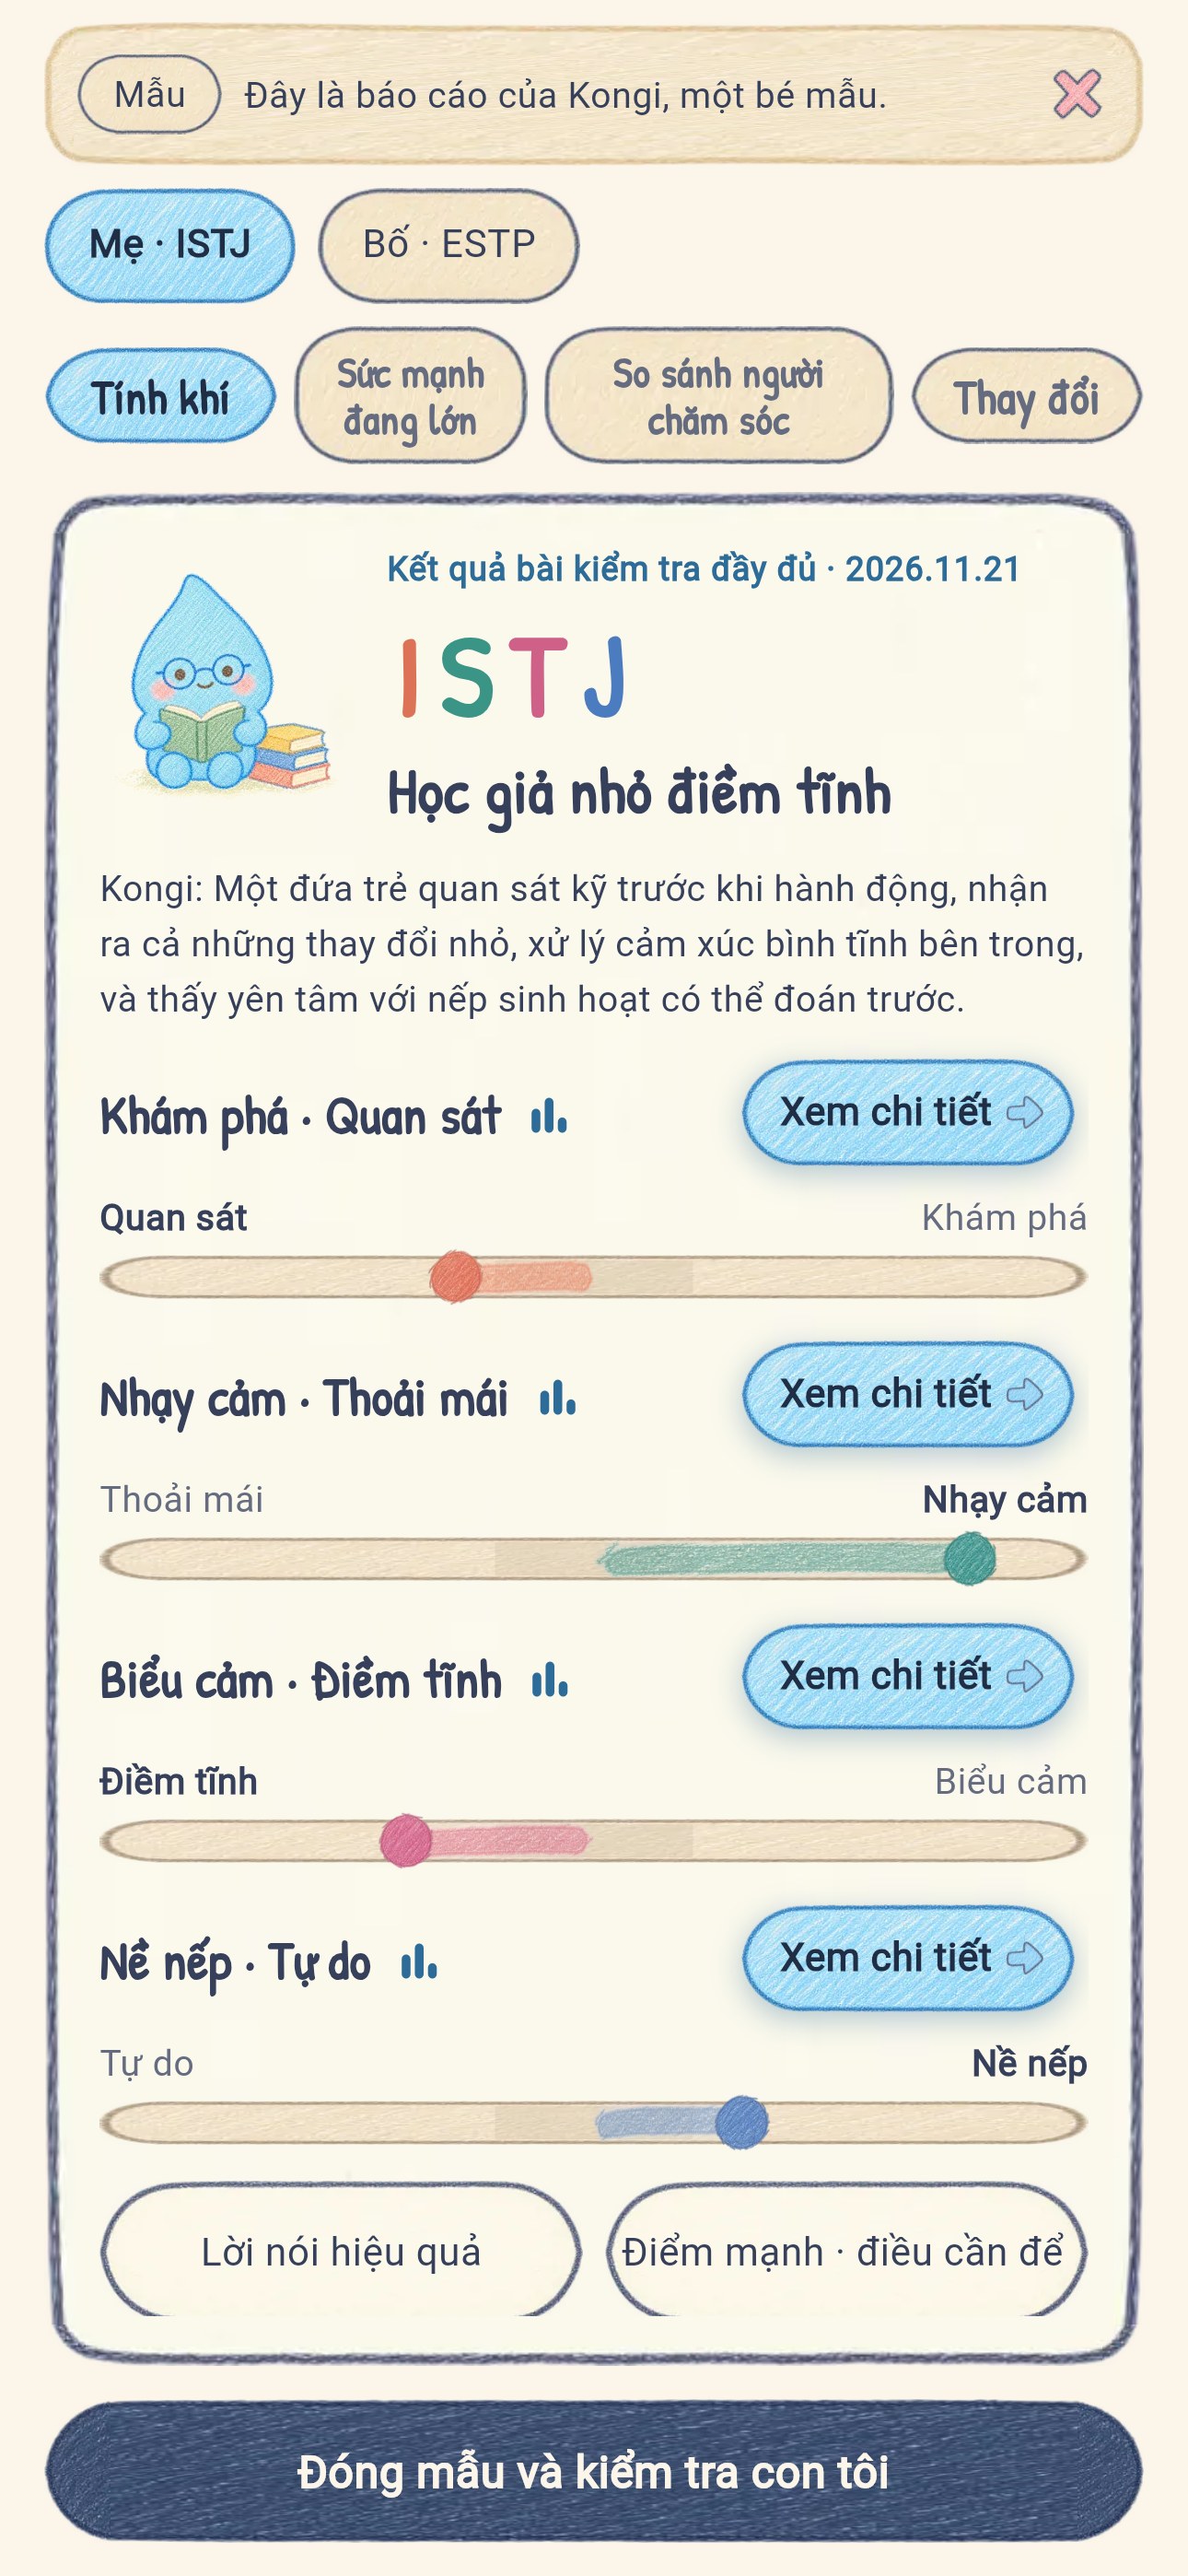 Mẫu
Đây là báo cáo của Kongi, một bé mẫu.
Mẹ · ISTJ
Bố · ESTP
Tính khí
Sức mạnh
đang lớn
So sánh người
chăm sóc
Thay đổi
Kết quả bài kiểm tra đầy đủ · 2026.11.21
ISTJ
Học giả nhỏ điềm tĩnh
Kongi: Một đứa trẻ quan sát kỹ trước khi hành động, nhận
ra cả những thay đổi nhỏ, xử lý cảm xúc bình tĩnh bên trong,
và thấy yên tâm với nếp sinh hoạt có thể đoán trước.
Khám phá · Quan sát
Xem chi tiết
Quan sát
Khám phá
Nhạy cảm · Thoải mái
Xem chi tiết
Thoải mái
Nhạy cảm
Biểu cảm · Điềm tĩnh
Xem chi tiết
Điềm tĩnh
Biểu cảm
Nề nếp · Tự do
Xem chi tiết
Tự do
Nề nếp
Lời nói hiệu quả
Điểm mạnh · điều cần để
Đóng mẫu và kiểm tra con tôi